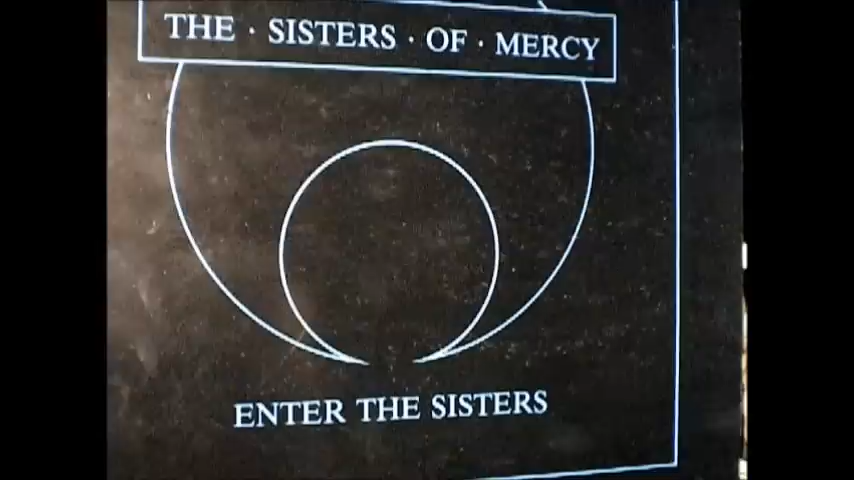 THE · SISTERS · OF · MERCY
ENTER THE SISTERS